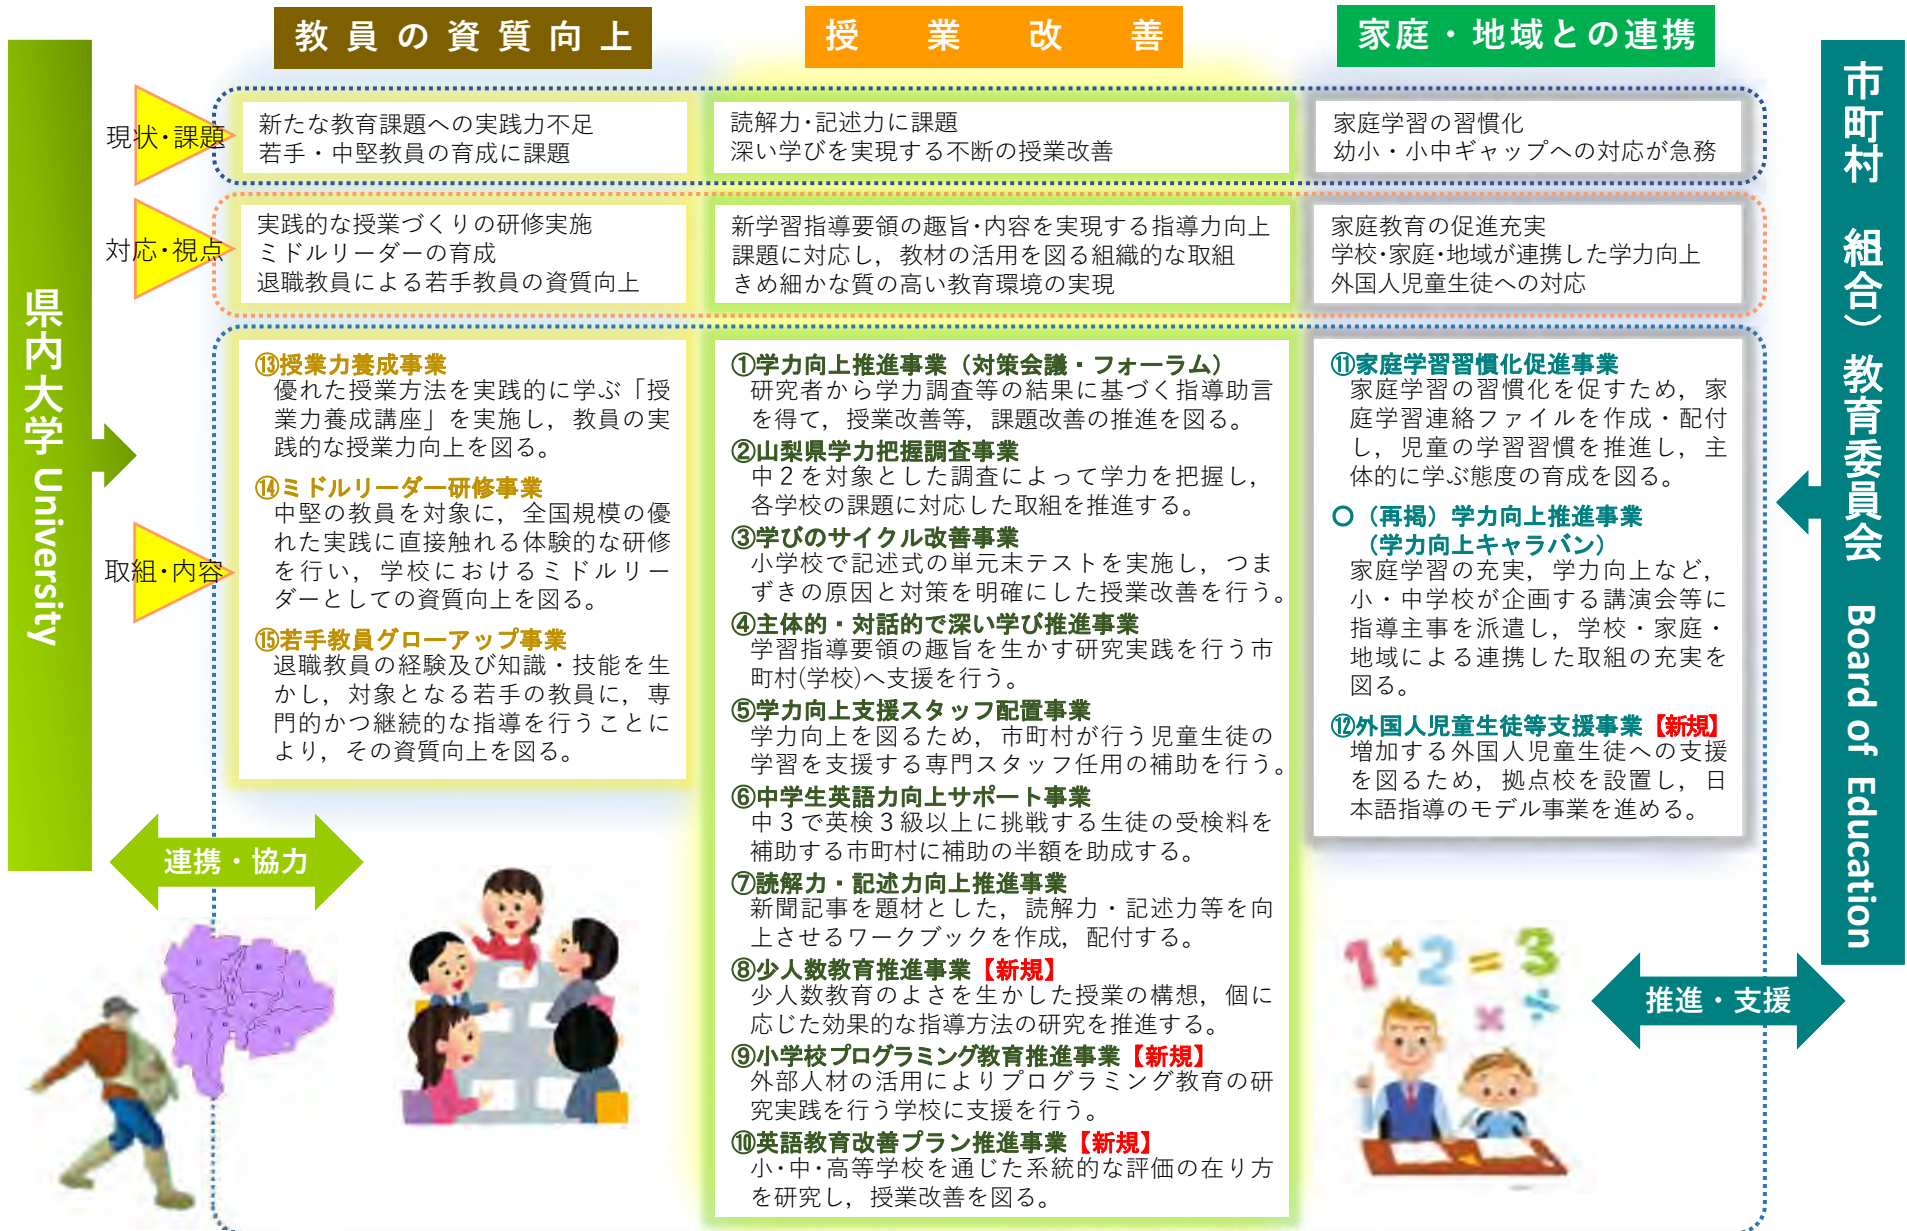 教員の資質向上
授業改善
家庭・地域との連携
県内大学 University
市町村 組合）教育委員会 Board of Education
現状・課題
新たな教育課題への実践力不足
若手・中堅教員の育成に課題
読解力・記述力に課題
深い学びを実現する不断の授業改善
家庭学習の習慣化
幼小・小中ギャップへの対応が急務
対応・視点
実践的な授業づくりの研修実施
ミドルリーダーの育成
退職教員による若手教員の資質向上
新学習指導要領の趣旨・内容を実現する指導力向上
課題に対応し，教材の活用を図る組織的な取組
きめ細かな質の高い教育環境の実現
家庭教育の促進充実
学校・家庭・地域が連携した学力向上
外国人児童生徒への対応
取組・内容
⑬授業力養成事業
優れた授業方法を実践的に学ぶ「授
業力養成講座」を実施し，教員の実
践的な授業力向上を図る。
⑭ミドルリーダー研修事業
中堅の教員を対象に，全国規模の優
れた実践に直接触れる体験的な研修
を行い，学校におけるミドルリー
ダーとしての資質向上を図る。
⑮若手教員グローアップ事業
退職教員の経験及び知識・技能を生
かし，対象となる若手の教員に，専
門的かつ継続的な指導を行うことに
より，その資質向上を図る。
①学力向上推進事業（対策会議・フォーラム）
研究者から学力調査等の結果に基づく指導助言
を得て，授業改善等，課題改善の推進を図る。
②山梨県学力把握調査事業
中２を対象とした調査によって学力を把握し，
各学校の課題に対応した取組を推進する。
③学びのサイクル改善事業
小学校で記述式の単元末テストを実施し，つま
ずきの原因と対策を明確にした授業改善を行う。
④主体的・対話的で深い学び推進事業
学習指導要領の趣旨を生かす研究実践を行う市
町村(学校)へ支援を行う。
⑤学力向上支援スタッフ配置事業
学力向上を図るため，市町村が行う児童生徒の
学習を支援する専門スタッフ任用の補助を行う。
⑥中学生英語力向上サポート事業
中３で英検３級以上に挑戦する生徒の受検料を
補助する市町村に補助の半額を助成する。
⑦読解力・記述力向上推進事業
新聞記事を題材とした，読解力・記述力等を向
上させるワークブックを作成，配付する。
⑧少人数教育推進事業【新規】
少人数教育のよさを生かした授業の構想，個に
応じた効果的な指導方法の研究を推進する。
⑨小学校プログラミング教育推進事業【新規】
外部人材の活用によりプログラミング教育の研
究実践を行う学校に支援を行う。
⑩英語教育改善プラン推進事業【新規】
小・中・高等学校を通じた系統的な評価の在り方
を研究し，授業改善を図る。
⑪家庭学習習慣化促進事業
家庭学習の習慣化を促すため，家
庭学習連絡ファイルを作成・配付
し，児童の学習習慣を推進し，主
体的に学ぶ態度の育成を図る。
〇（再掲）学力向上推進事業
（学力向上キャラバン）
家庭学習の充実，学力向上など，
小・中学校が企画する講演会等に
指導主事を派遣し，学校・家庭・
地域による連携した取組の充実を
図る。
⑫外国人児童生徒等支援事業【新規】
増加する外国人児童生徒への支援
を図るため，拠点校を設置し，日
本語指導のモデル事業を進める。
連携・協力
1+2=3
×÷
推進・支援